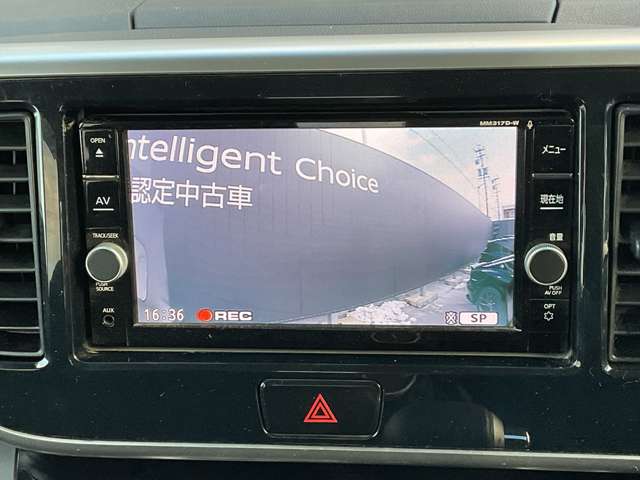 MM317D-W
OPEN
ntelligent Choice
認定中古車
メニュー
AV
現在地
TRACK/SEEK
音量
PUSH
SOURCE
PUSH
AV OFF
AUX
16:36
REC
SP
OPT